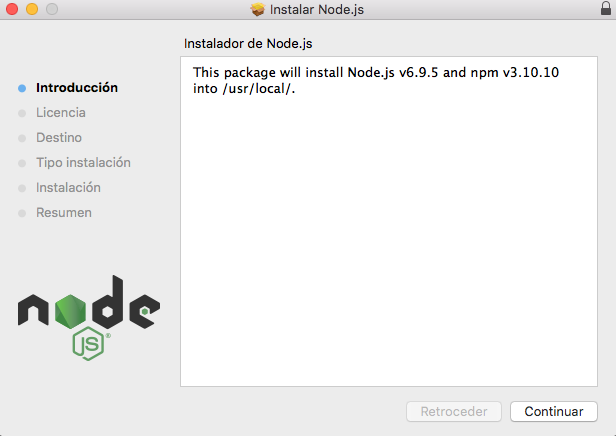 Instalar Node.js
Instalador de Node.js
Introducción
Licencia
Destino
Tipo instalación
Instalación
Resumen
This package will install Node.js v6.9.5 and npm v3.10.10
into /usr/local/.
node
JS®
Retroceder
Continuar